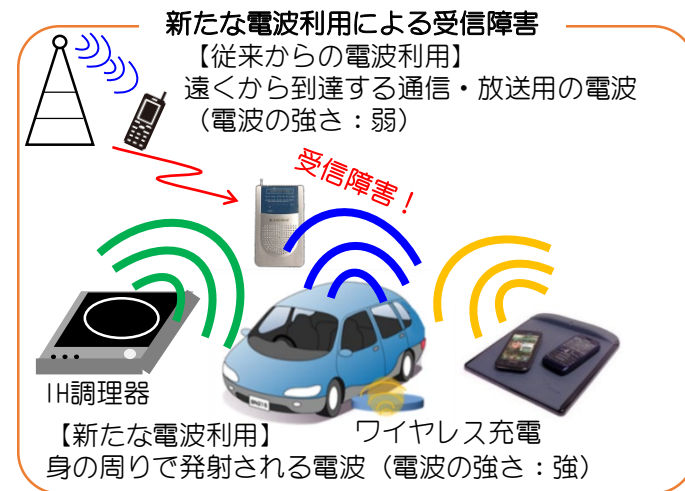 新たな電波利用による受信障害
【従来からの電波利用】
遠くから到達する通信・放送用の電波
（電波の強さ：弱）
受信障害！
IH調理器
ワイヤレス充電
【新たな電波利用】
身の周りで発射される電波（電波の強さ：強）